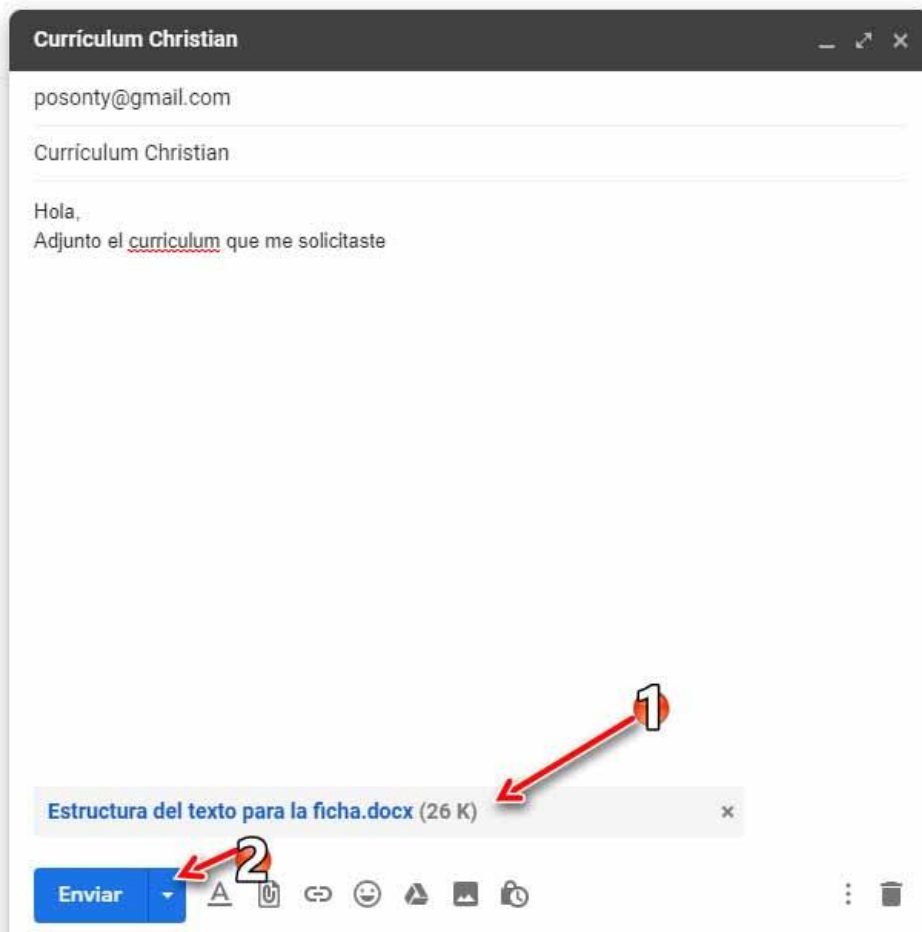 Currículum Christian
posonty@gmail.com
Currículum Christian
Hola,
Adjunto el curriculum que me solicitaste
1
Estructura del texto para la ficha.docx (26 K)
2
Enviar